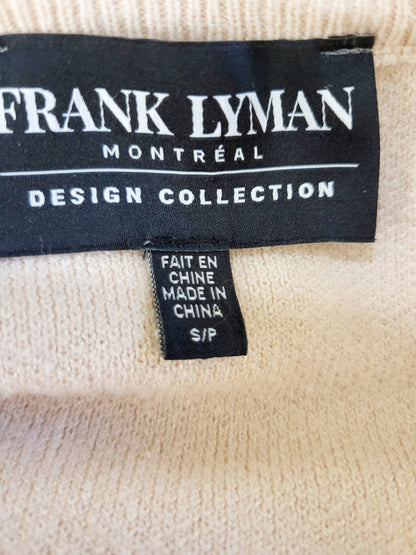 FRANK LYMAN
MONTRÉAL
DESIGN COLLECTION
FAIT EN
CHINE
MADE IN
CHINA
S/P